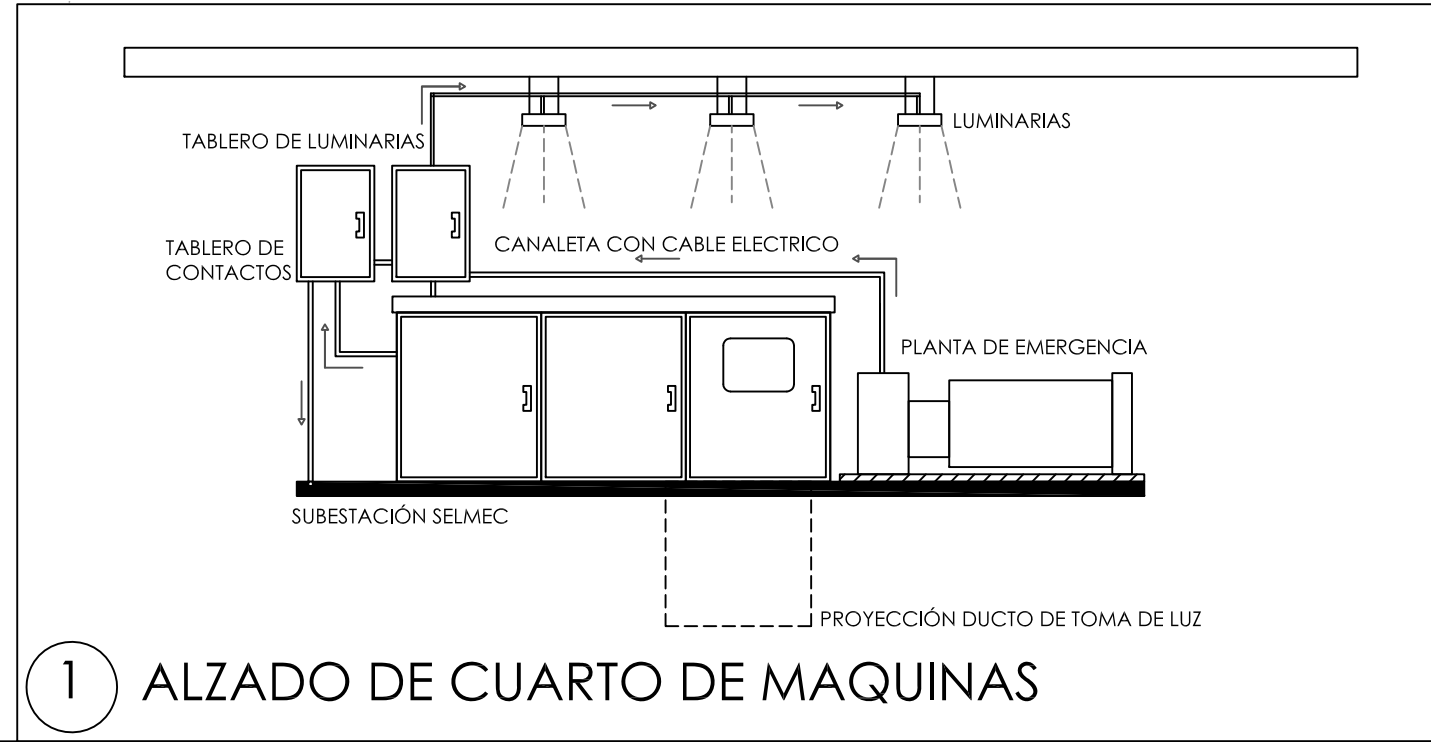 TABLERO DE LUMINARIAS
LUMINARIAS
TABLERO DE
CONTACTOS
CANALETA CON CABLE ELECTRICO
PLANTA DE EMERGENCIA
SUBESTACIÓN SELMEC
PROYECCIÓN DUCTO DE TOMA DE LUZ
1 ALZADO DE CUARTO DE MAQUINAS